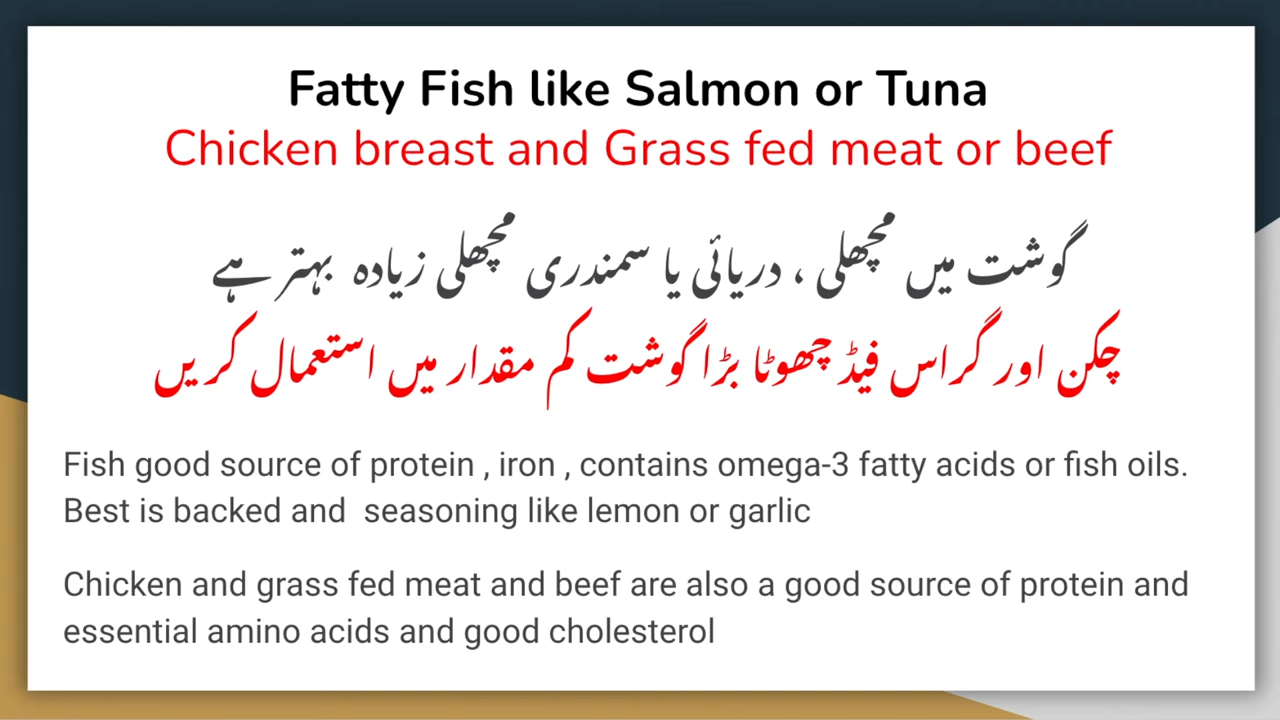 Fatty Fish like Salmon or Tuna
Chicken breast and Grass fed meat or beef
گوشت میں مچھلی ، دریائی یا سمندری مچھلی زیادہ بہتر ہے
چکن اور گراس فیڈ چھوٹا بڑا گوشت کم مقدار میں استعمال کریں
Fish good source of protein , iron , contains omega-3 fatty acids or fish oils.
Best is backed and  seasoning like lemon or garlic
Chicken and grass fed meat and beef are also a good source of protein and
essential amino acids and good cholesterol